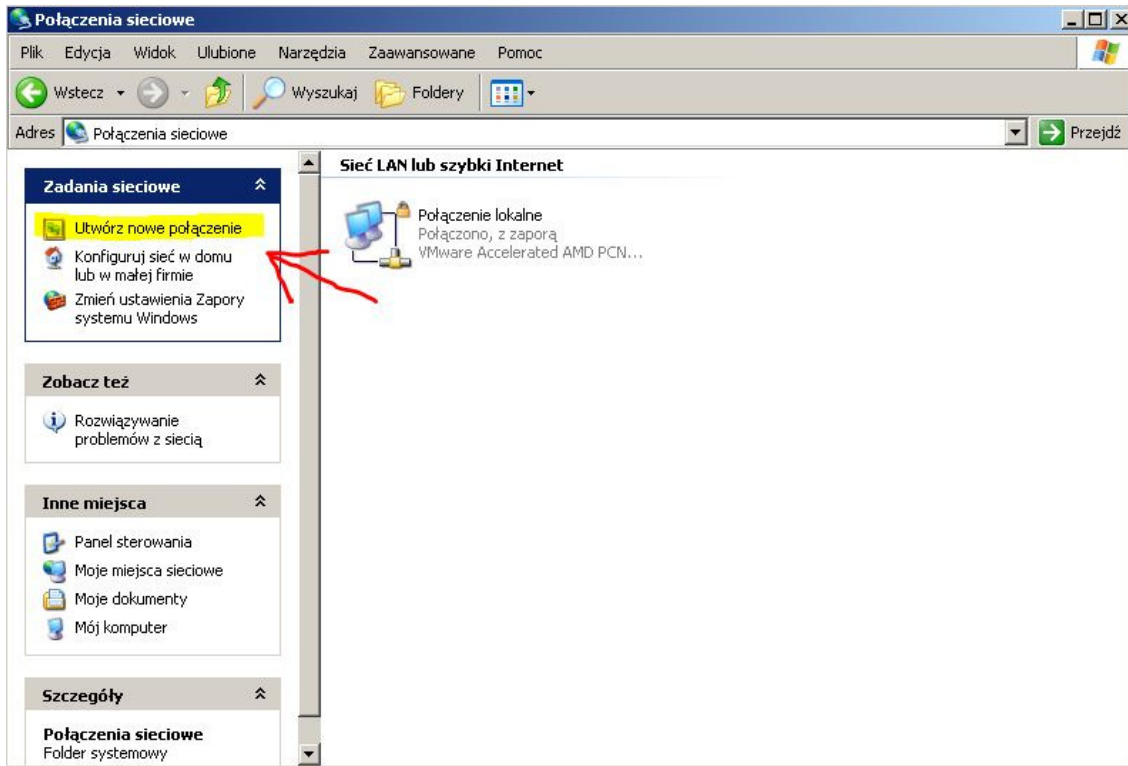 Połączenia sieciowe
Plik Edycja Widok Ulubione Narzędzia Zaawansowane Pomoc
Wstecz Wyszukaj Foldery
Adres Połączenia sieciowe Przejdź
Zadania sieciowe
Utwórz nowe połączenie
Konfiguruj sieć w domu
lub w małej firmie
Zmień ustawienia Zapory
systemu Windows
Zobacz też
Rozwiązywanie
problemów z siecią
Inne miejsca
Panel sterowania
Moje miejsca sieciowe
Moje dokumenty
Mój komputer
Szczegóły
Połączenia sieciowe
Folder systemowy
Sieć LAN lub szybki Internet
Połączenie lokalne
Połączono, z zaporą
VMware Accelerated AMD PCN...